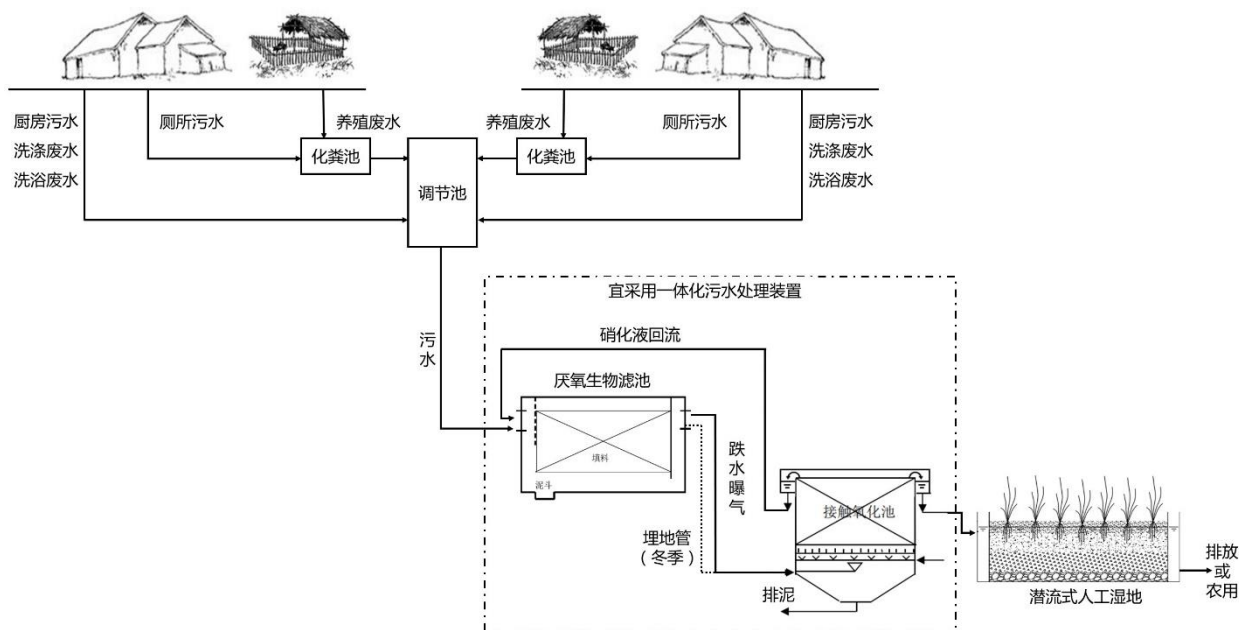 厨房污水
洗涤废水
洗浴废水
厕所污水
养殖废水
化粪池
调节池
养殖废水
化粪池
厕所污水
厨房污水
洗涤废水
洗浴废水
宜采用一体化污水处理装置
污水
硝化液回流
厌氧生物滤池
填料
泥斗
跌水曝气
埋地管
（冬季）
接触氧化池
排泥
潜流式人工湿地
排放
或
农用